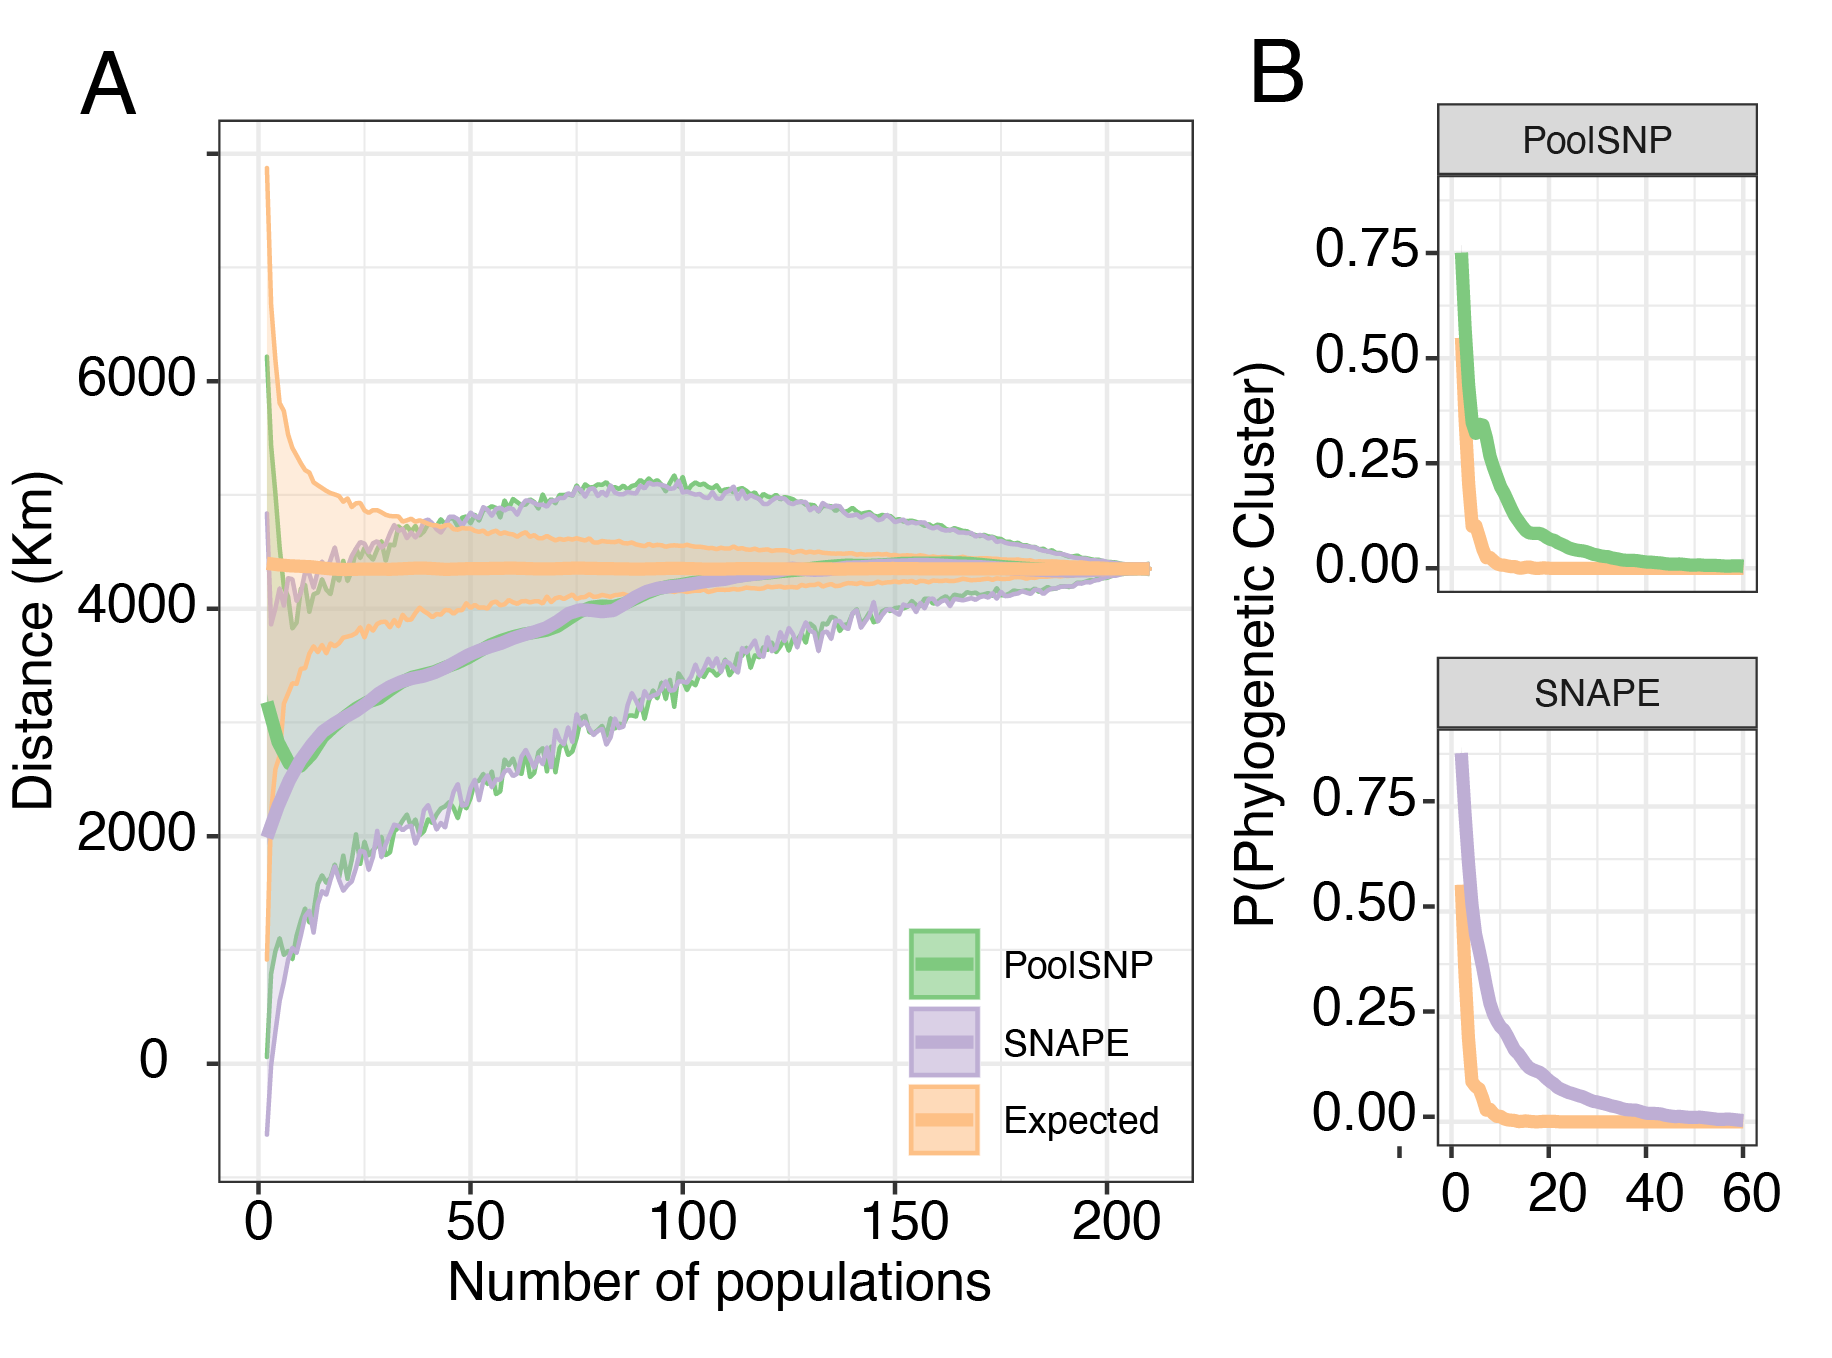 A
B
Distance (Km)
6000
4000
2000
0
0
50
100
150
200
Number of populations
PoolSNP
SNAPE
Expected
P(Phylogenetic Cluster)
PoolSNP
0.75
0.50
0.25
0.00
SNAPE
0.75
0.50
0.25
0.00
0
20
40
60